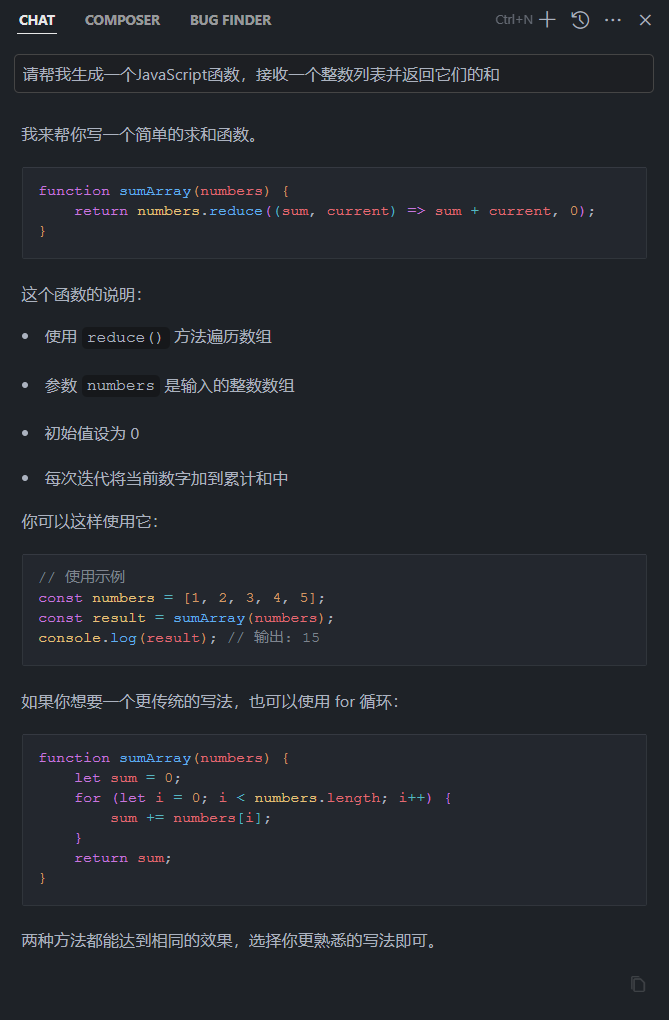 CHAT COMPOSER BUG FINDER Ctrl+N
请帮我生成一个JavaScript函数，接收一个整数列表并返回它们的和
我来帮你写一个简单的求和函数。
function sumArray(numbers) {
    return numbers.reduce((sum, current) => sum + current, 0);
}
这个函数的说明：
• 使用 reduce() 方法遍历数组
• 参数 numbers 是输入的整数数组
• 初始值设为 0
• 每次迭代将当前数字加到累计和中
你可以这样使用它：
// 使用示例
const numbers = [1, 2, 3, 4, 5];
const result = sumArray(numbers);
console.log(result); // 输出: 15
如果你想要一个更传统的写法，也可以使用 for 循环：
function sumArray(numbers) {
    let sum = 0;
    for (let i = 0; i < numbers.length; i++) {
        sum += numbers[i];
    }
    return sum;
}
两种方法都能达到相同的效果，选择你更熟悉的写法即可。